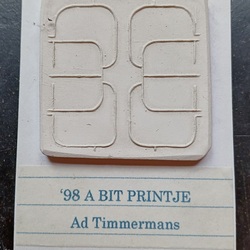 ‘98 A BIT PRINTJE
Ad Timmermans